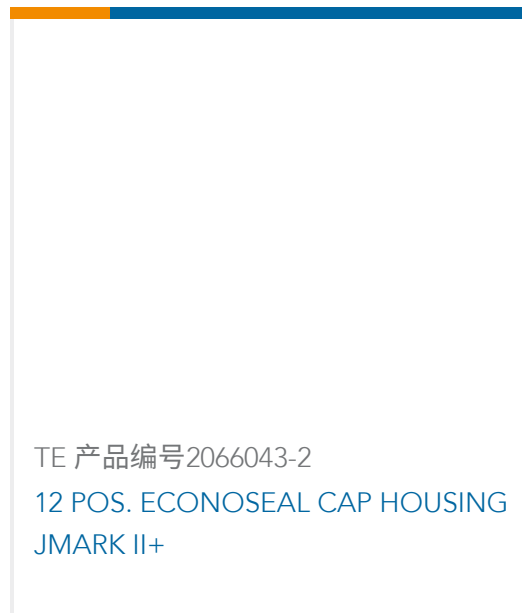 TE 产品编号2066043-2
12 POS. ECONOSEAL CAP HOUSING
JMARK II+